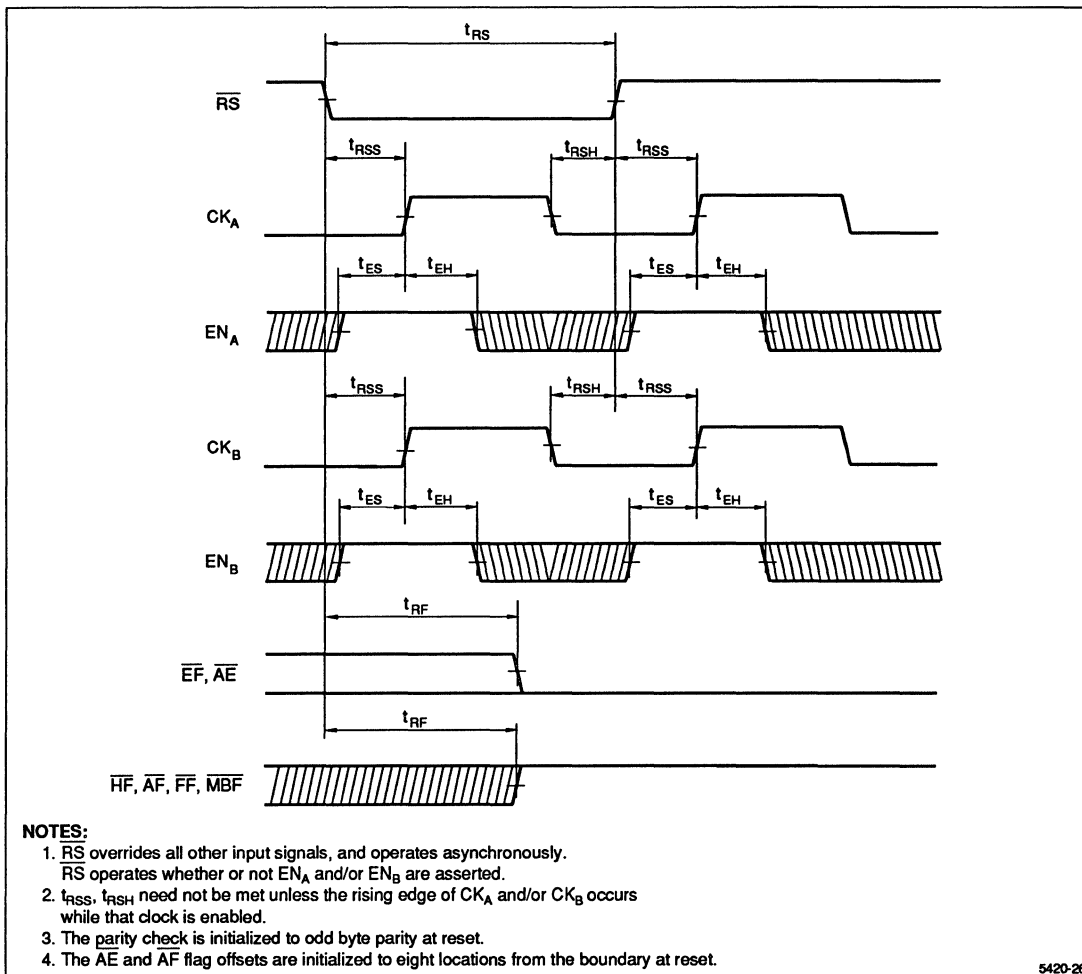 tRS
RS
tRSS tRSH tRSS
CKA
tES tEH tES tEH
ENA
tRSS tRSH tRSS
CKB
tES tEH tES tEH
ENB
tRF
EF, AE
tRF
HF, AF, FF, MBF
NOTES:
1. RS overrides all other input signals, and operates asynchronously.
RS operates whether or not ENA and/or ENB are asserted.
2. tRSS, tRSH need not be met unless the rising edge of CKA and/or CKB occurs
while that clock is enabled.
3. The parity check is initialized to odd byte parity at reset.
4. The AE and AF flag offsets are initialized to eight locations from the boundary at reset.